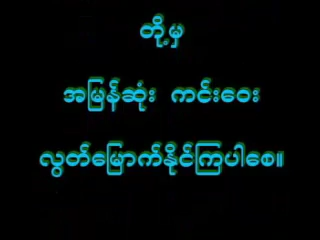 တို့မှ
အမြန်ဆုံး ကင်းဝေး
လွတ်မြောက်နိုင်ကြပါစေ။